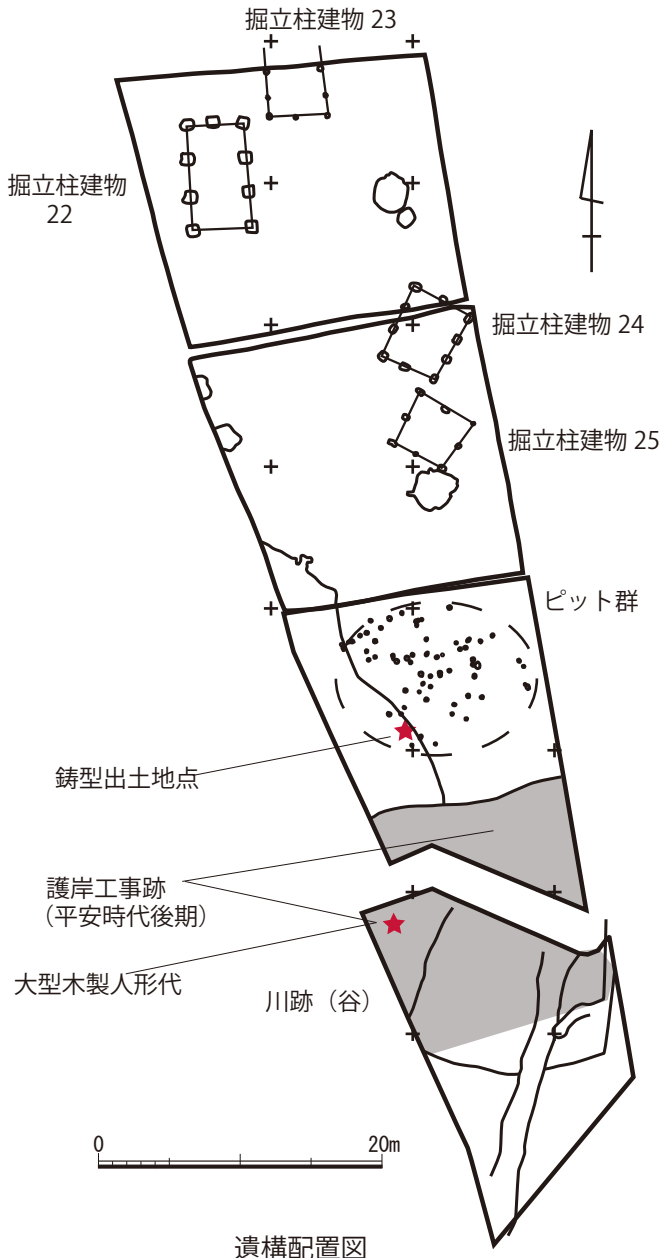 掘立柱建物 23
掘立柱建物
22
掘立柱建物 24
掘立柱建物 25
ピット群
鋳型出土地点
護岸工事跡
（平安時代後期）
大型木製人形代
川跡（谷）
0 20m
遺構配置図